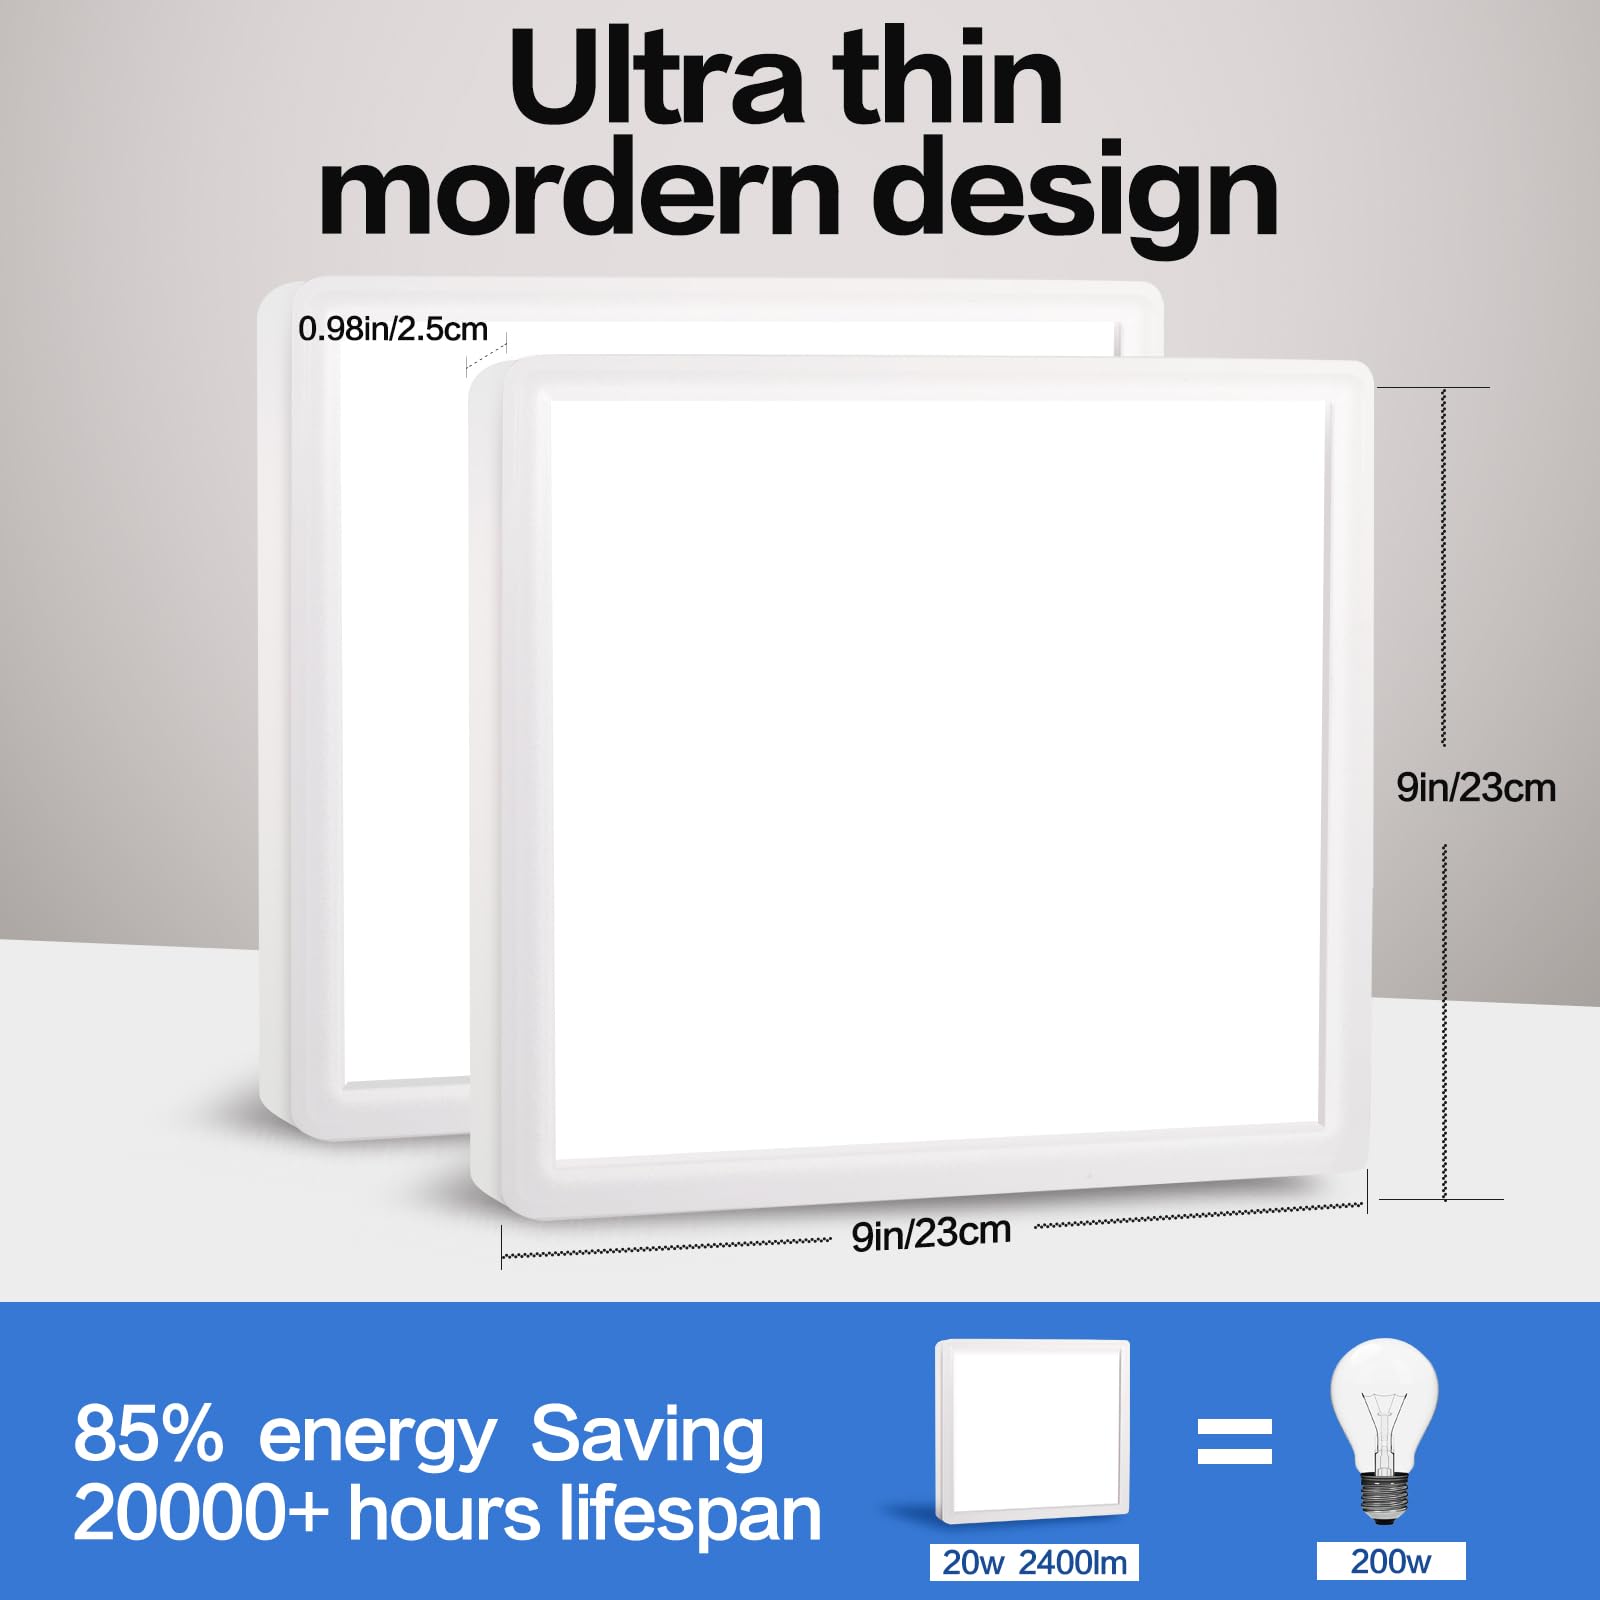 Ultra thin
mordern design
0.98in/2.5cm
9in/23cm
9in/23cm
85% energy Saving
20000+ hours lifespan
20w 2400lm
200w